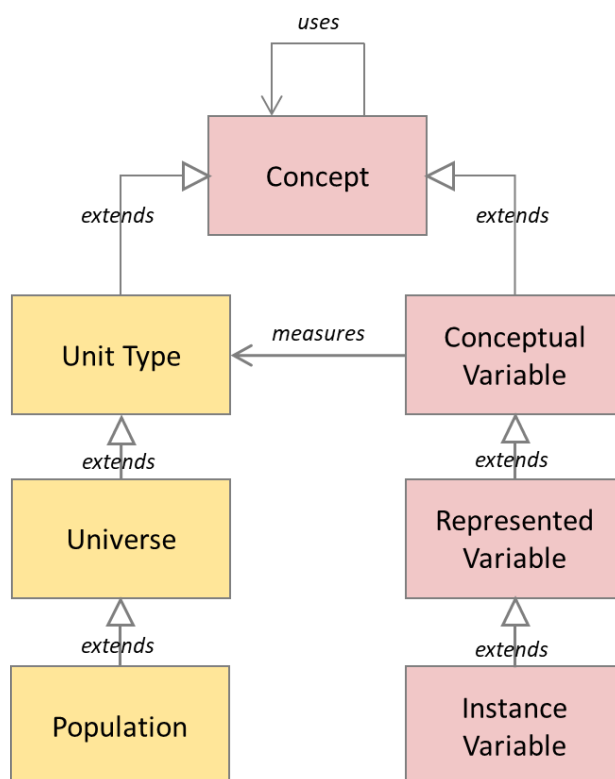 uses
Concept
extends
extends
Unit Type
measures
Conceptual
Variable
extends
extends
Universe
Represented
Variable
extends
extends
Population
Instance
Variable